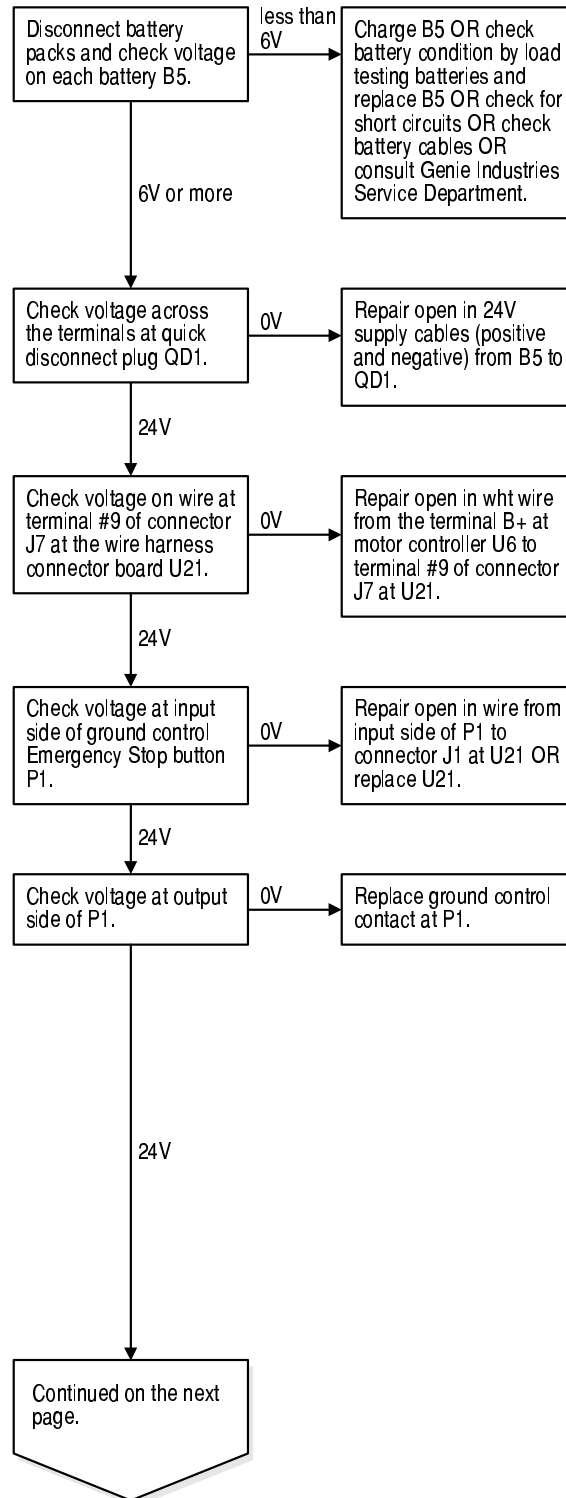 Disconnect battery
packs and check voltage
on each battery B5.
less than
6V
Charge B5 OR check
battery condition by load
testing batteries and
replace B5 OR check for
short circuits OR check
battery cables OR
consult Genie Industries
Service Department.
6V or more
Check voltage across
the terminals at quick
disconnect plug QD1.
0V
Repair open in 24V
supply cables (positive
and negative) from B5 to
QD1.
24V
Check voltage on wire at
terminal #9 of connector
J7 at the wire harness
connector board U21.
0V
Repair open in wht wire
from the terminal B+ at
motor controller U6 to
terminal #9 of connector
J7 at U21.
24V
Check voltage at input
side of ground control
Emergency Stop button
P1.
0V
Repair open in wire from
input side of P1 to
connector J1 at U21 OR
replace U21.
24V
Check voltage at output
side of P1.
0V
Replace ground control
contact at P1.
24V
Continued on the next
page.